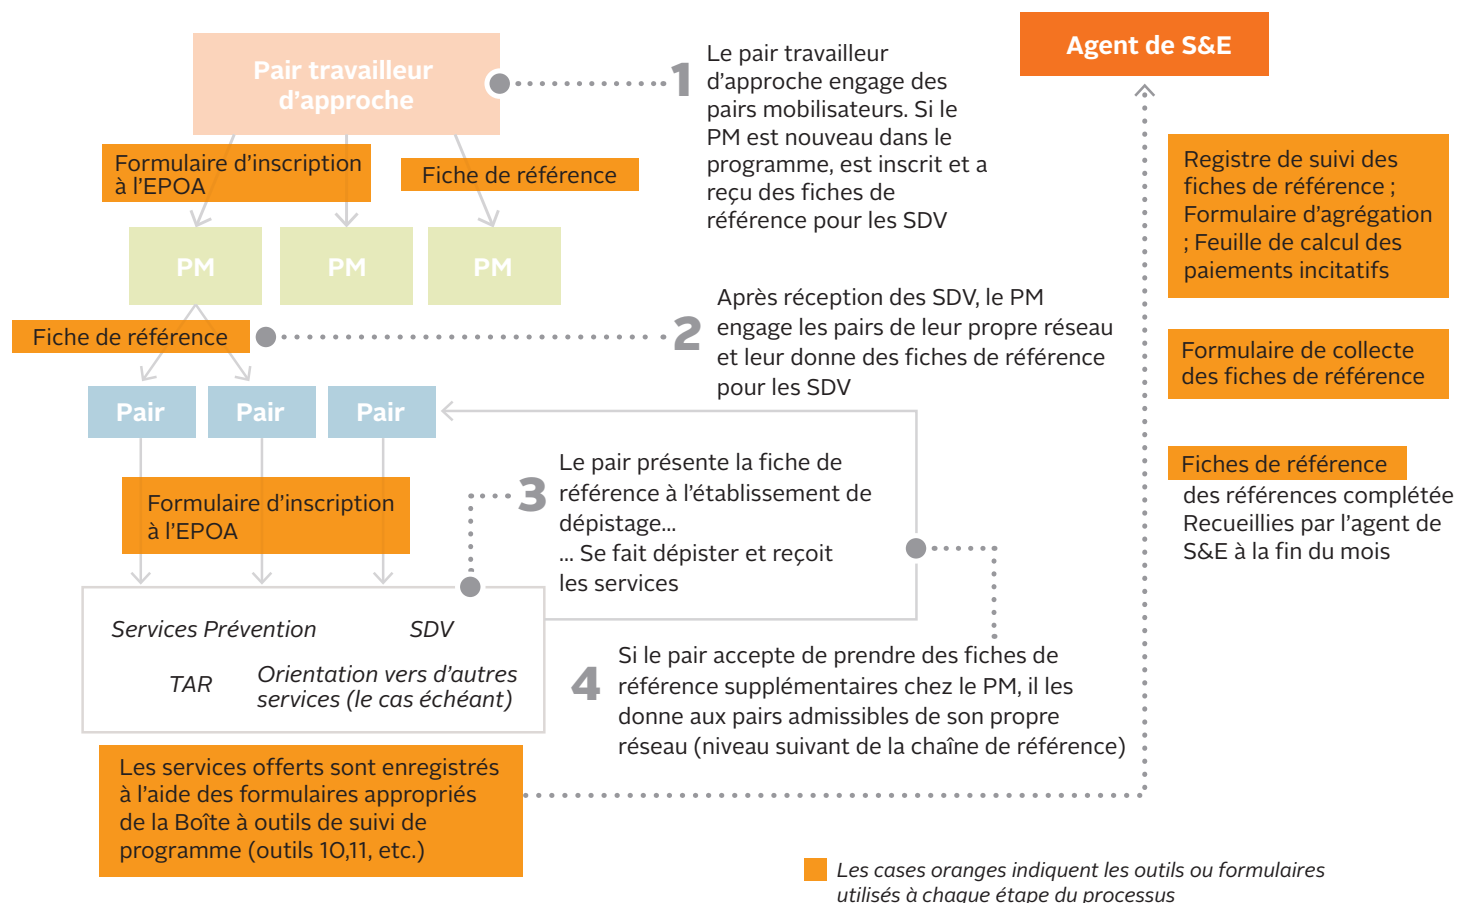 Pair travailleur
d'approche
1
Le pair travailleur
d'approche engage des
pairs mobilisateurs. Si le
PM est nouveau dans le
programme, est inscrit et a
reçu des fiches de
référence pour les SDV
Agent de S&E
Formulaire d'inscription
à l'EPOA
Fiche de référence
Registre de suivi des
fiches de référence ;
Formulaire d'agrégation
; Feuille de calcul des
paiements incitatifs
PM
PM
PM
Fiche de référence
2
Après réception des SDV, le PM
engage les pairs de leur propre réseau
et leur donne des fiches de référence
pour les SDV
Formulaire de collecte
des fiches de référence
Pair
Pair
Pair
Formulaire d'inscription
à l'EPOA
3
Le pair présente la fiche de
référence à l'établissement de
dépistage...
... Se fait dépister et reçoit
les services
Fiches de référence
des références complétée
Recueillies par l'agent de
S&E à la fin du mois
Services Prévention
SDV
TAR
Orientation vers d'autres
services (le cas échéant)
4
Si le pair accepte de prendre des fiches de
référence supplémentaires chez le PM, il les
donne aux pairs admissibles de son propre
réseau (niveau suivant de la chaîne de référence)
Les services offerts sont enregistrés
à l'aide des formulaires appropriés
de la Boîte à outils de suivi de
programme (outils 10,11, etc.)
Les cases oranges indiquent les outils ou formulaires
utilisés à chaque étape du processus